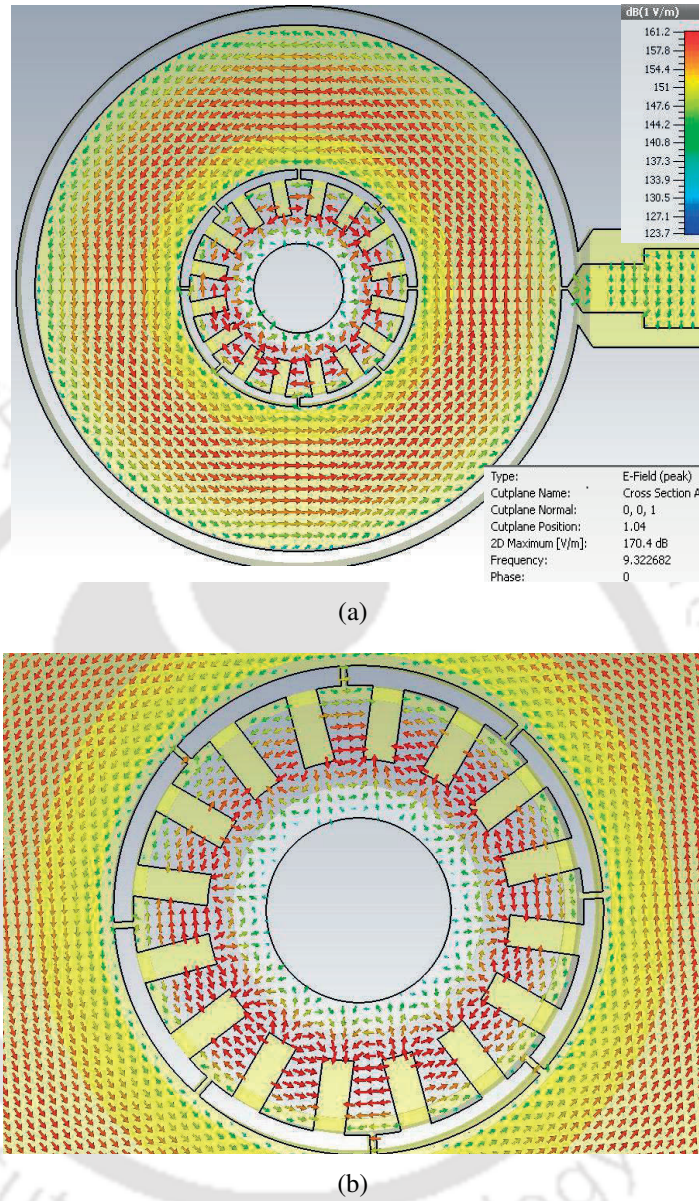 dB(1 V/m)
161.2
157.8
154.4
151
147.6
144.2
140.8
137.3
133.9
130.5
127.1
123.7
Type: E-Field (peak)
Cutplane Name: Cross Section A
Cutplane Normal: 0, 0, 1
Cutplane Position: 1.04
2D Maximum [V/m]: 170.4 dB
Frequency: 9.322682
Phase: 0
(a)
(b)